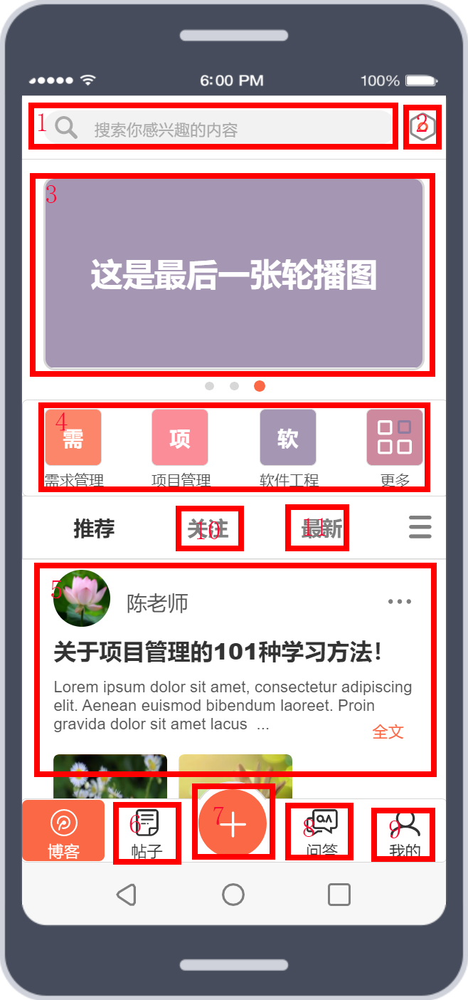 6:00 PM 100%
1 搜索你感兴趣的内容 2
3
这是最后一张轮播图
4
需 项 软
需求管理 项目管理 软件工程 更多
推荐 关注 10 最新 11
5 陈老师
关于项目管理的101种学习方法!
Lorem ipsum dolor sit amet, consectetur adipiscing
elit. Aenean euismod bibendum laoreet. Proin
gravida dolor sit amet lacus ...
全文
6 7 8 QA 9
博客 帖子 问答 我的